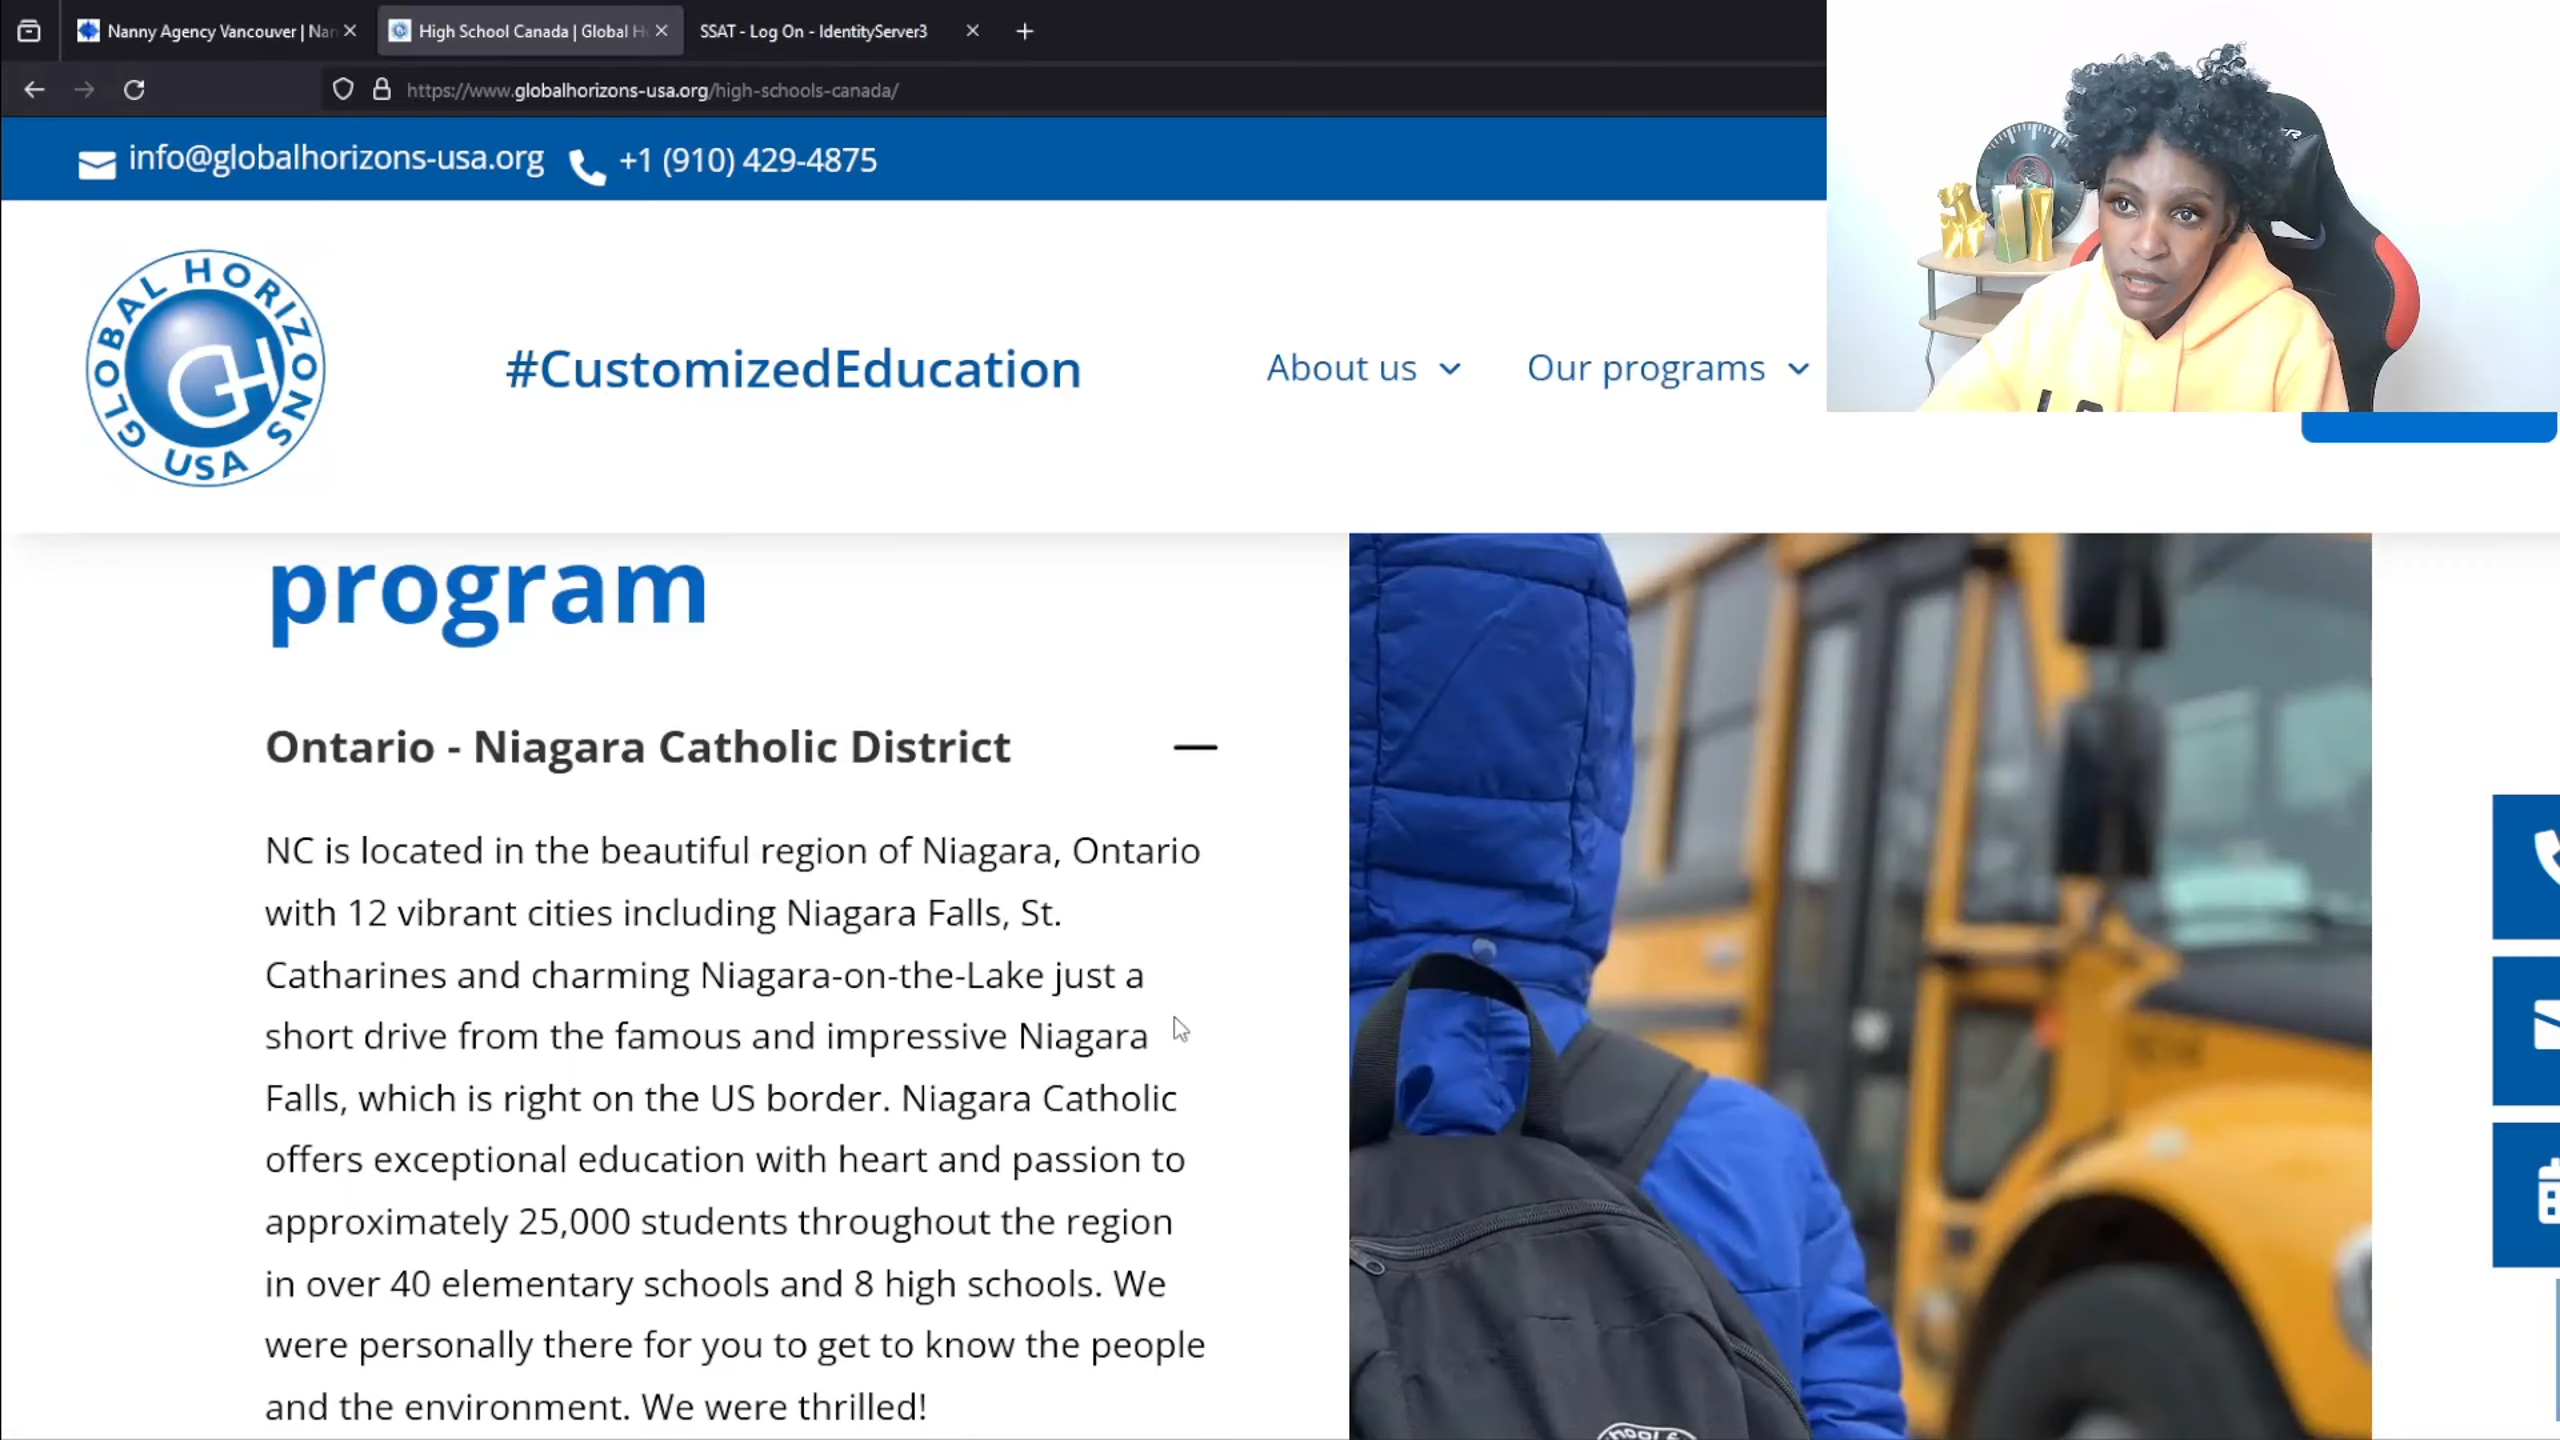 Nanny Agency Vancouver | Nan
High School Canada | Global H
SSAT - Log On - IdentityServer3
https://www.globalhorizons-usa.org/high-schools-canada/
info@globalhorizons-usa.org
+1 (910) 429-4875
GLOBAL HORIZONS
GH
USA
#CustomizedEducation
About us
Our programs
program
Ontario - Niagara Catholic District
NC is located in the beautiful region of Niagara, Ontario
with 12 vibrant cities including Niagara Falls, St.
Catharines and charming Niagara-on-the-Lake just a
short drive from the famous and impressive Niagara
Falls, which is right on the US border. Niagara Catholic
offers exceptional education with heart and passion to
approximately 25,000 students throughout the region
in over 40 elementary schools and 8 high schools. We
were personally there for you to get to know the people
and the environment. We were thrilled!